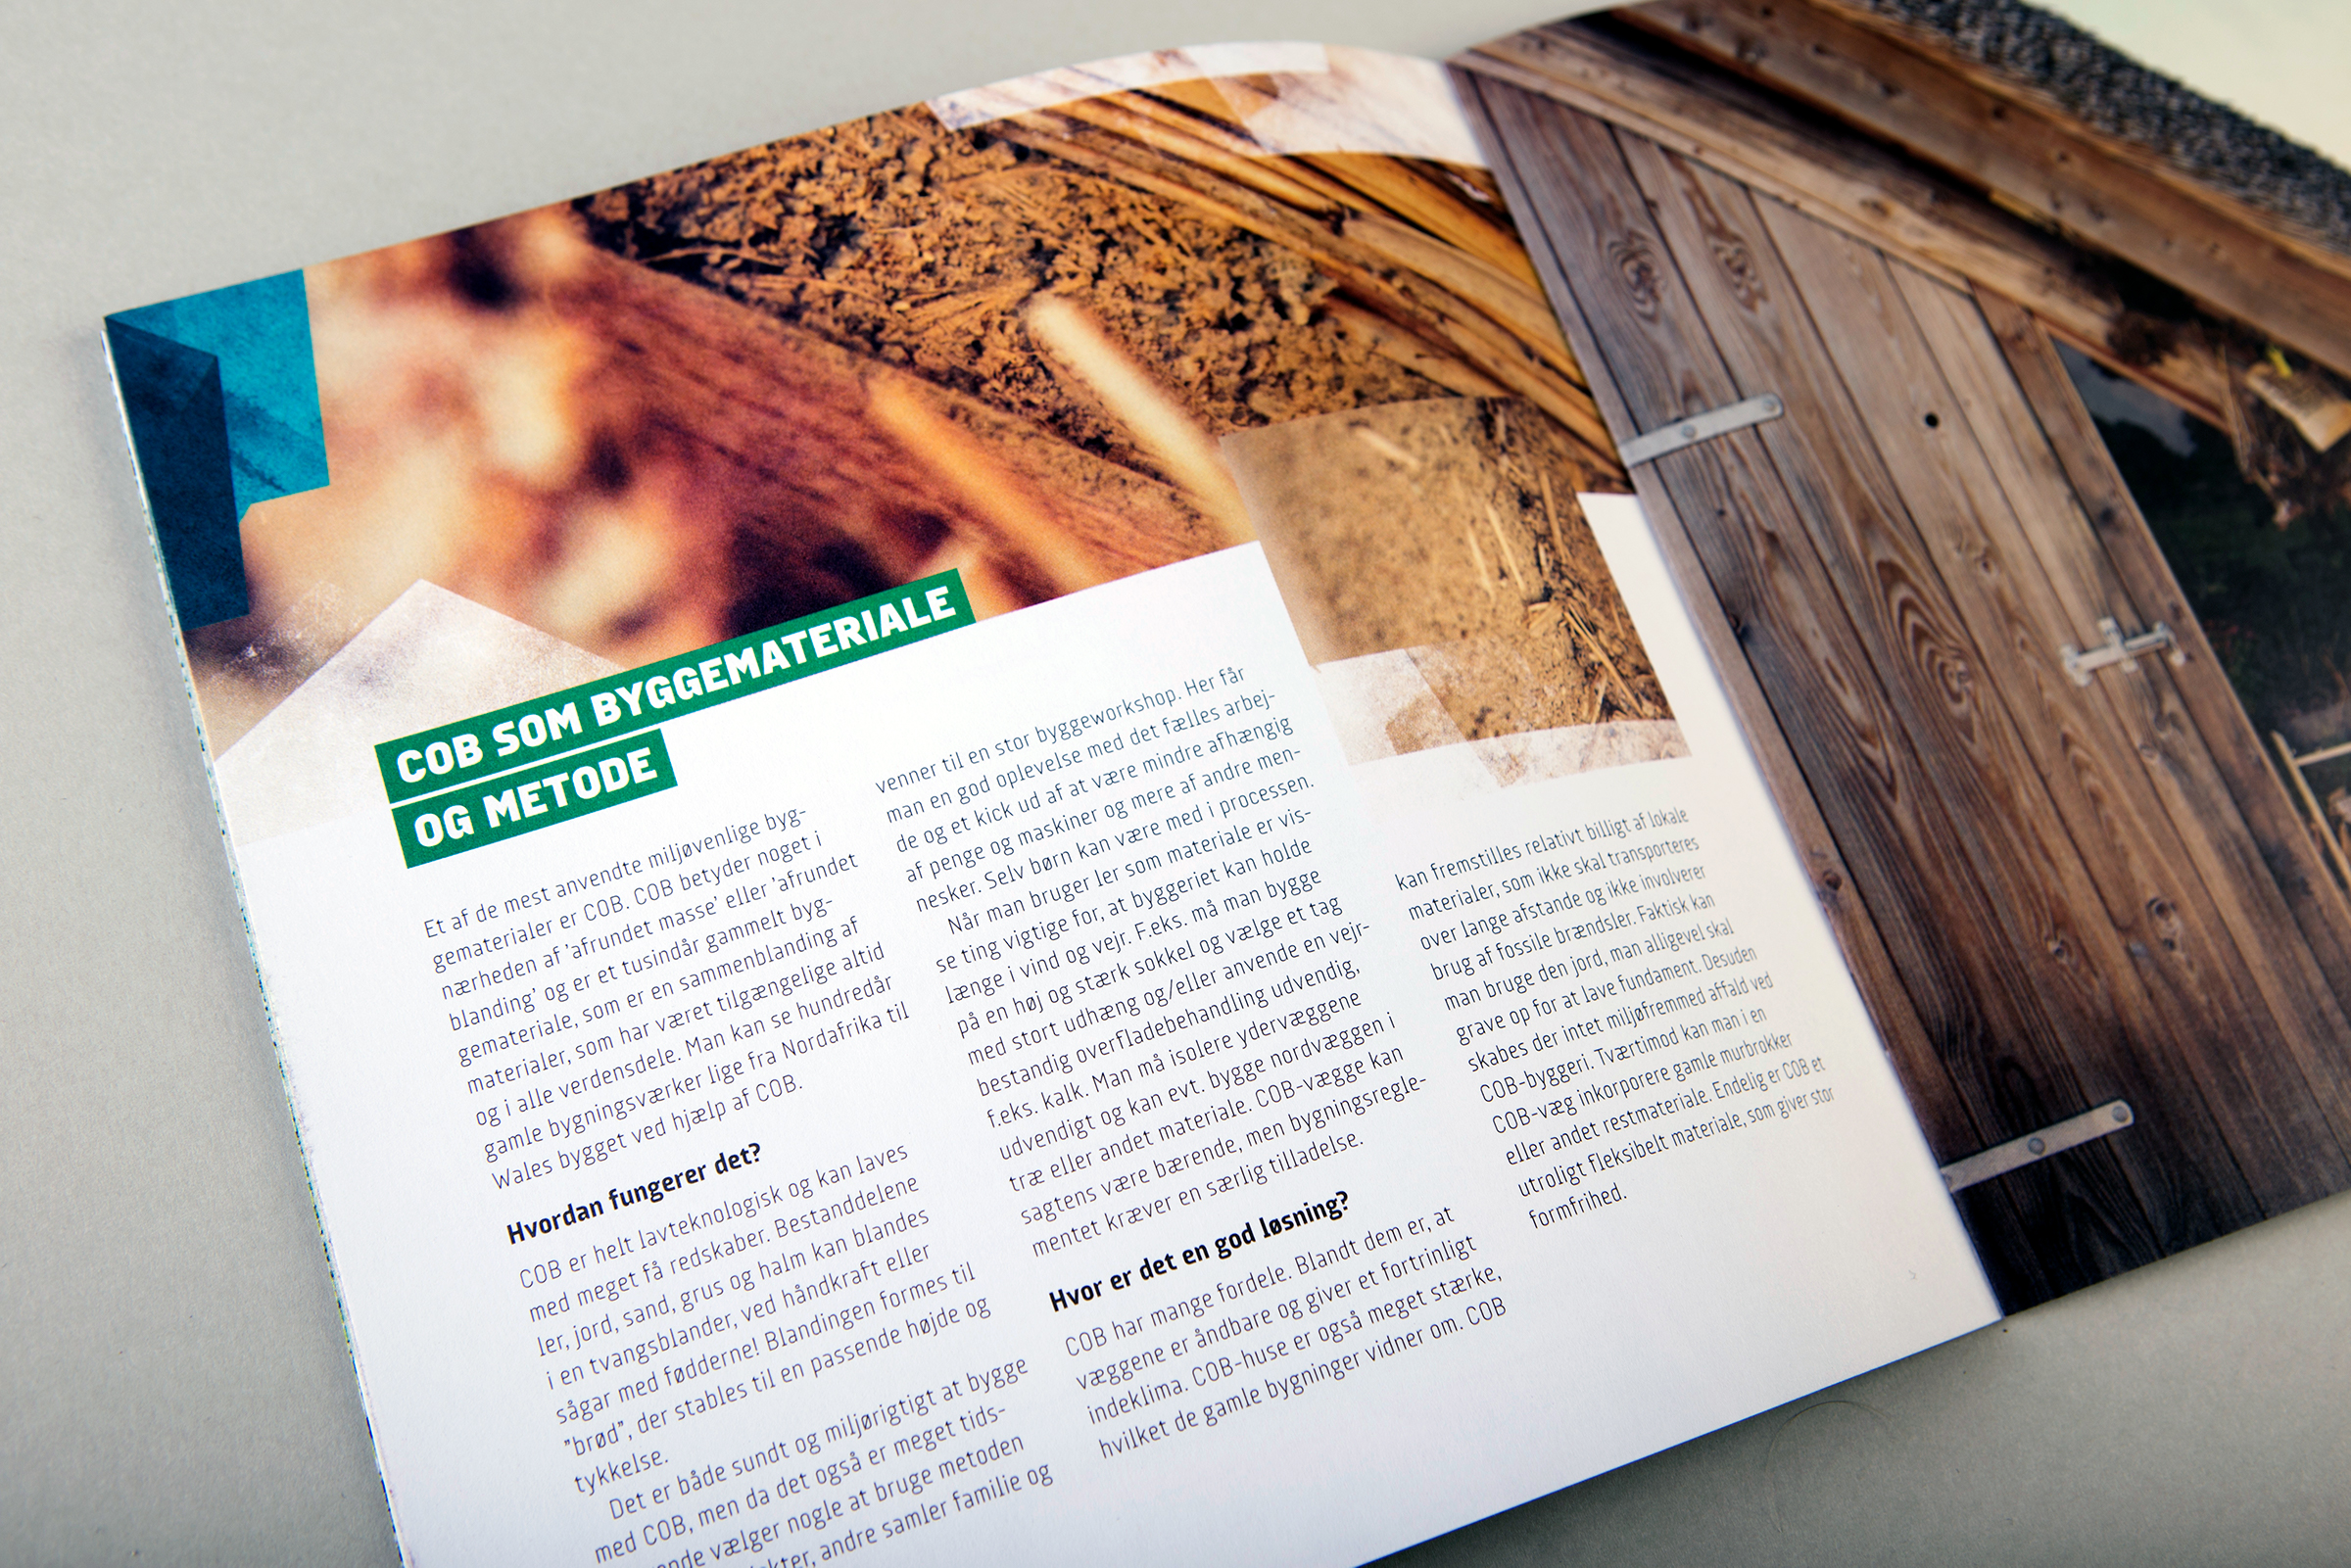 COB SOM BYGGEMATERIALE
OG METODE
Et af de mest anvendte miljøvenlige byg-
gematerialer er COB. COB betyder noget i
nærheden af ’afrundet masse’ eller ’afrundet
blanding’ og er et tusindår gammelt byg-
gemateriale, som er en sammenblanding af
materialer, som har været tilgængelige altid
og i alle verdensdele. Man kan se hundredår
gamle bygningsværker lige fra Nordafrika til
Wales bygget ved hjælp af COB.
Hvordan fungerer det?
COB er helt lavteknologisk og kan laves
med meget få redskaber. Bestanddelene
ler, jord, sand, grus og halm kan blandes
i en tvangsblander, ved håndkraft eller
sågar med fødderne! Blandingen formes til
”brød”, der stables til en passende højde og
tykkelse.
Det er både sundt og miljørigtigt at bygge
med COB, men da det også er meget tids-
vælger nogle at bruge metoden
andre samler familie og
venner til en stor byggeworkshop. Her får
man en god oplevelse med det fælles arbej-
de og et kick ud af at være mindre afhængig
af penge og maskiner og mere af andre men-
nesker. Selv børn kan være med i processen.
Når man bruger ler som materiale er vis-
se ting vigtige for, at byggeriet kan holde
længe i vind og vejr. F.eks. må man bygge
på en høj og stærk sokkel og vælge et tag
med stort udhæng og/eller anvende en vejr-
bestandig overfladebehandling udvendig,
f.eks. kalk. Man må isolere ydervæggene
udvendigt og kan evt. bygge nordvæggen i
træ eller andet materiale. COB-vægge kan
sagtens være bærende, men bygningsregle-
mentet kræver en særlig tilladelse.
Hvor er det en god løsning?
COB har mange fordele. Blandt dem er, at
væggene er åndbare og giver et fortrinligt
indeklima. COB-huse er også meget stærke,
hvilket de gamle bygninger vidner om. COB
kan fremstilles relativt billigt af lokale
materialer, som ikke skal transporteres
over lange afstande og ikke involverer
brug af fossile brændsler. Faktisk kan
man bruge den jord, man alligevel skal
grave op for at lave fundament. Desuden
skabes der intet miljøfremmed affald ved
COB-byggeri. Tværtimod kan man i en
COB-væg inkorporere gamle murbrokker
eller andet restmateriale. Endelig er COB et
utroligt fleksibelt materiale, som giver stor
formfrihed.